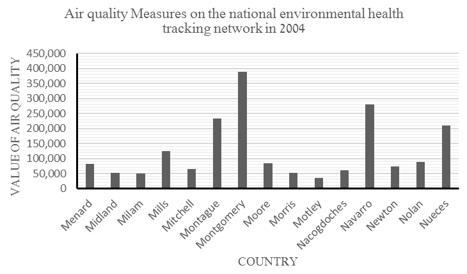 Air quality Measures on the national environmental health
tracking network in 2004
VALUE OF AIR QUALITY
450,000
400,000
350,000
300,000
250,000
200,000
150,000
100,000
50,000
0
Menard
Midland
Milam
Mills
Mitchell
Montague
Montgomery
Moore
Morris
Motley
Nacogdoches
Navarro
Newton
Nolan
Nueces
COUNTRY